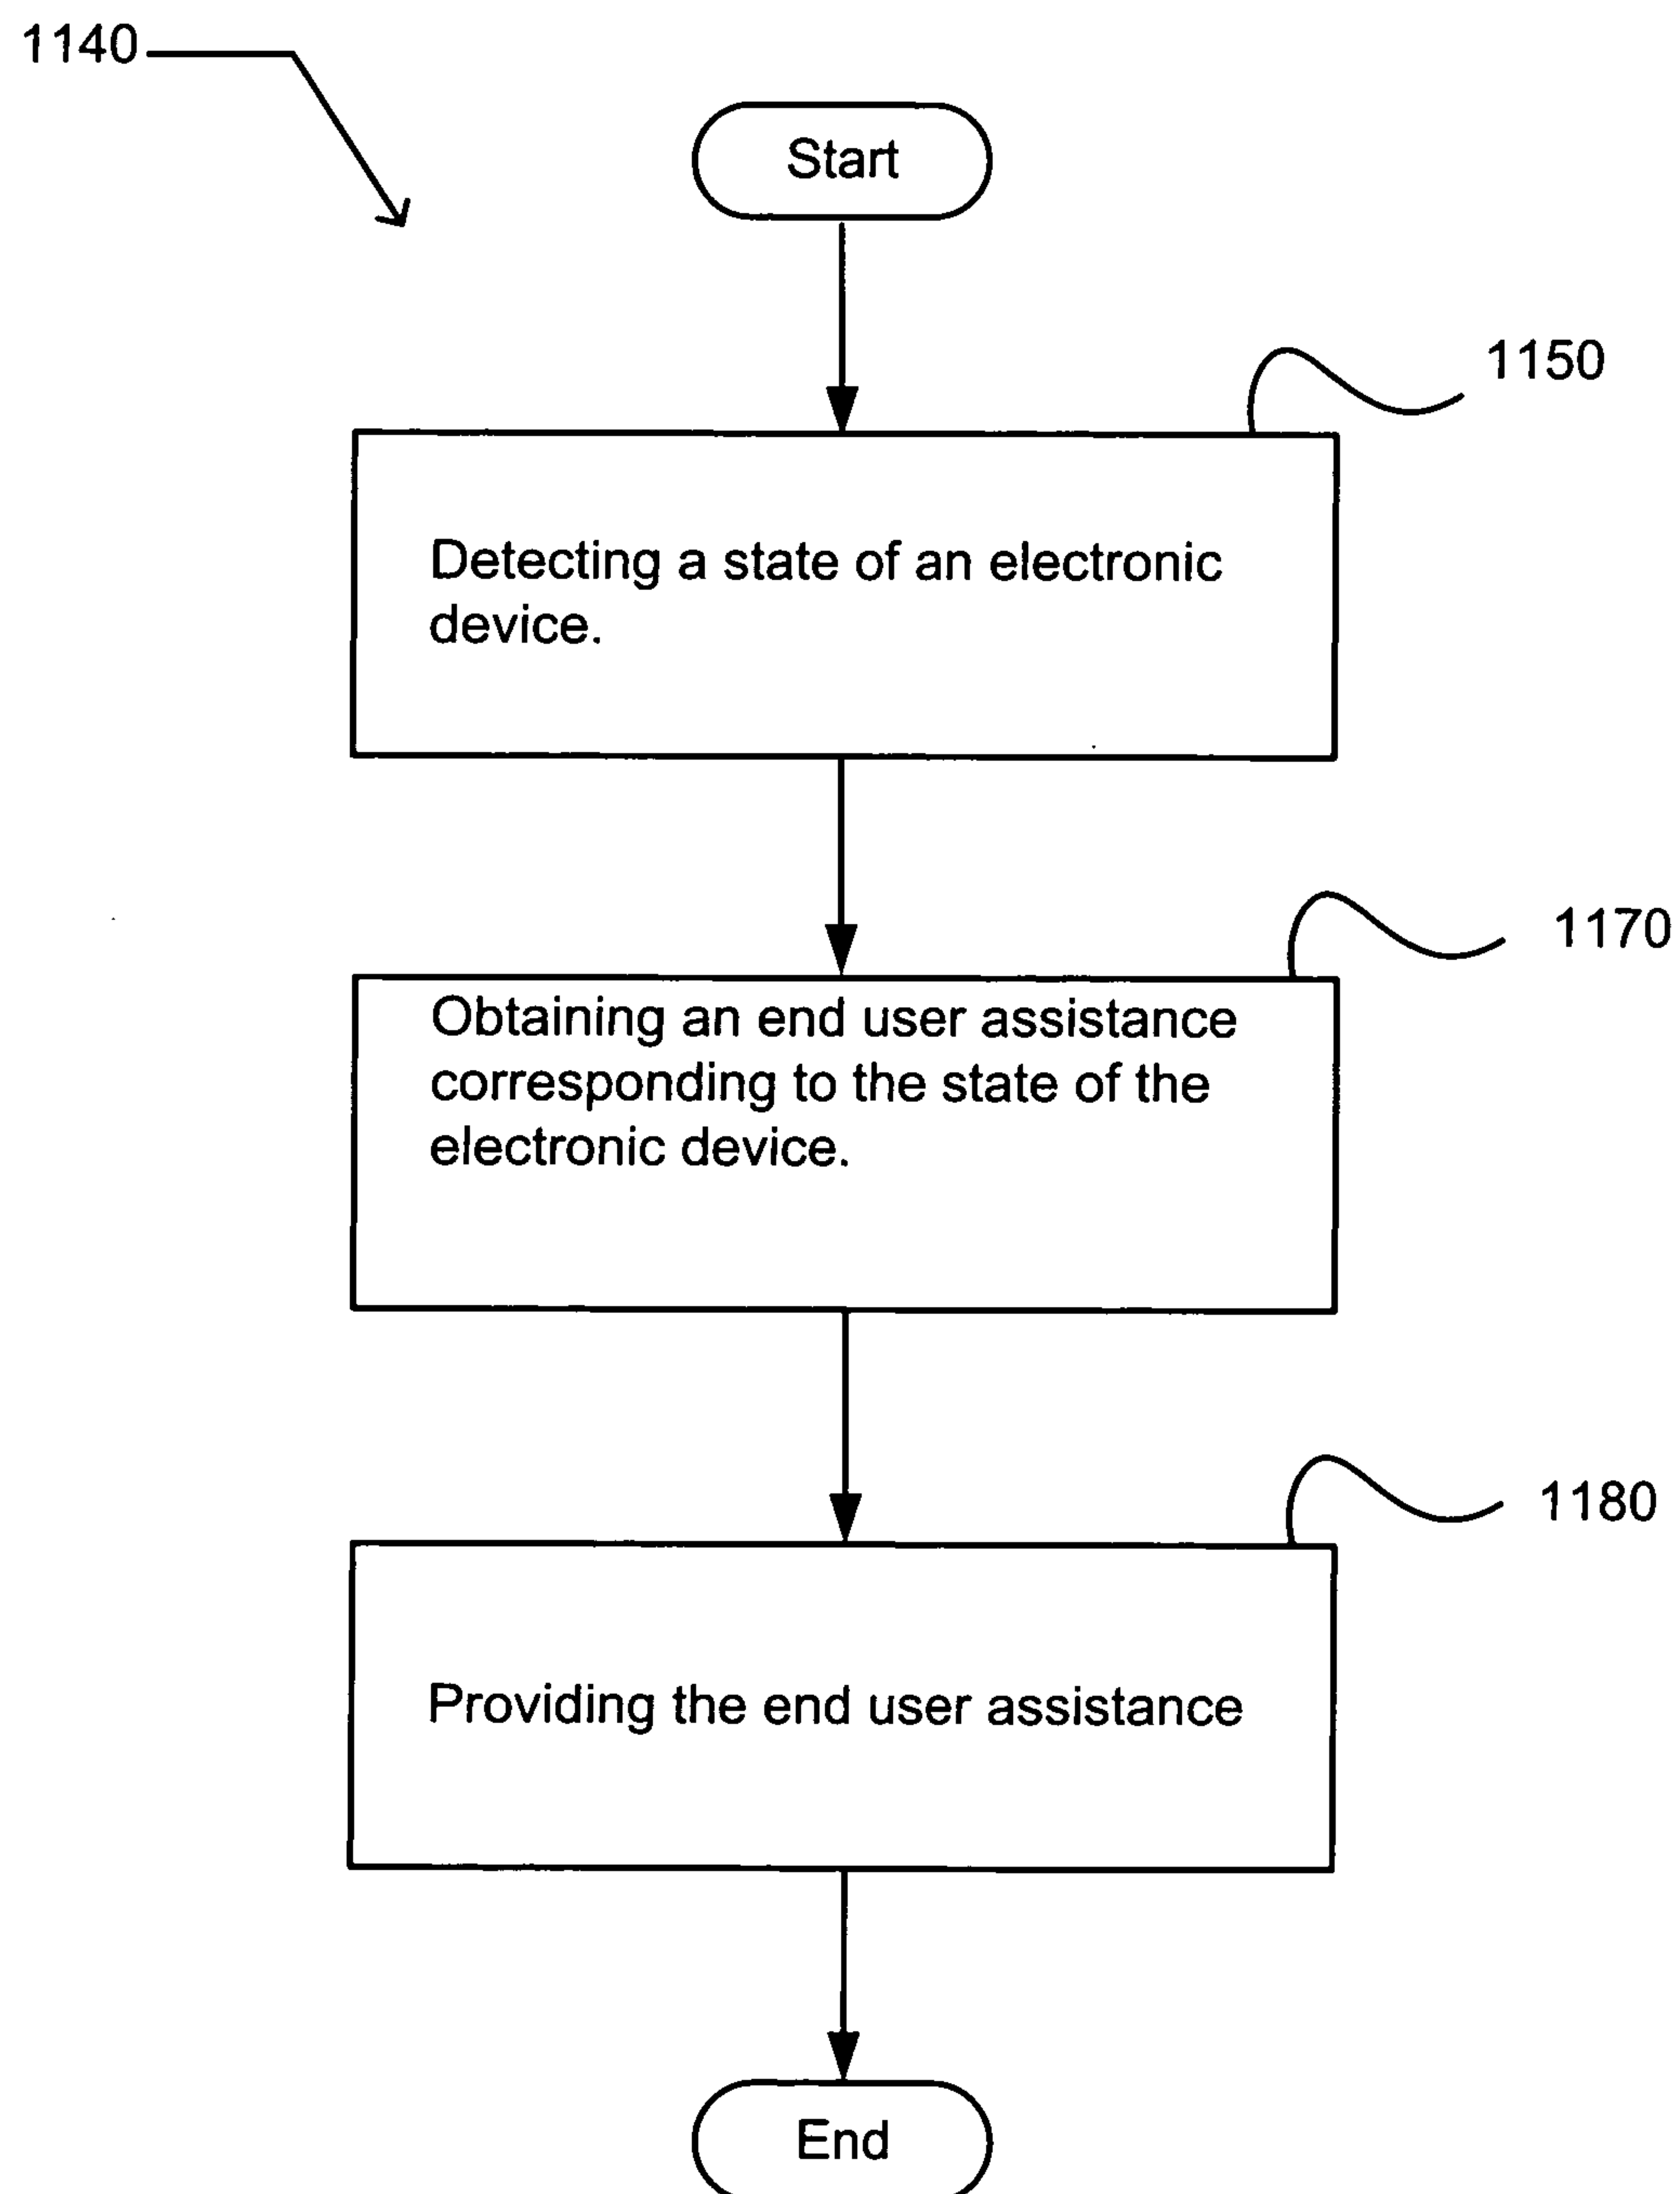 1140
Start
1150
Detecting a state of an electronic
device.
1170
Obtaining an end user assistance
corresponding to the state of the
electronic device.
1180
Providing the end user assistance
End